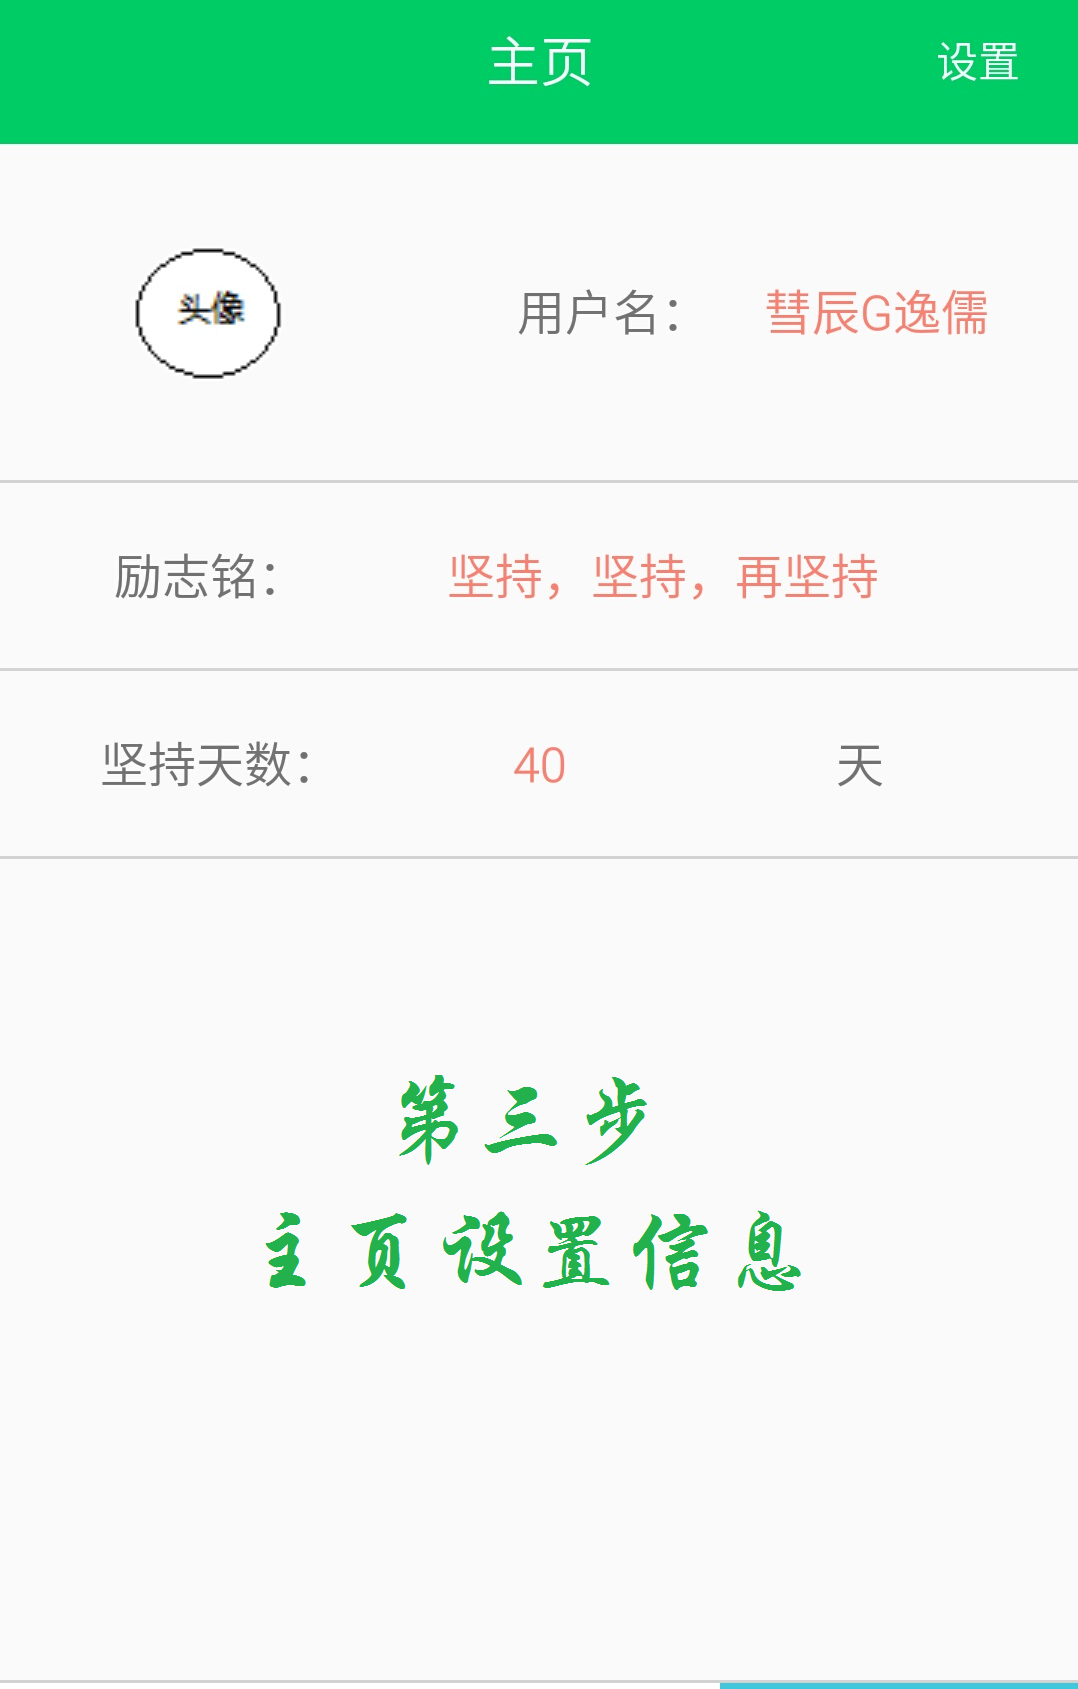 主页 设置
头像 用户名： 彗辰G逸儒
励志铭： 坚持，坚持，再坚持
坚持天数： 40 天
第三步
主页设置信息